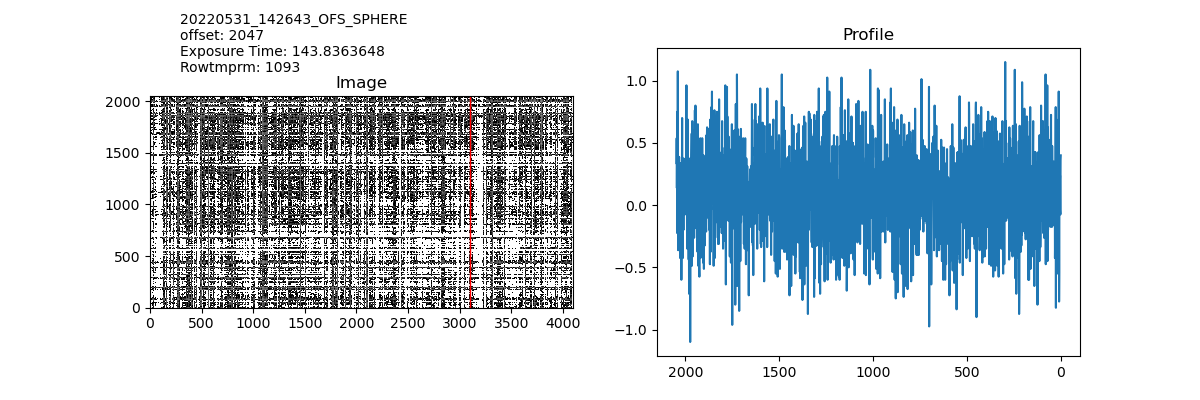 20220531_142643_OFS_SPHERE
offset: 2047
Exposure Time: 143.8363648
Rowtmprm: 1093
Image
2000
1500
1000
500
0
0 500 1000 1500 2000 2500 3000 3500 4000
Profile
1.0
0.5
0.0
−0.5
−1.0
2000 1500 1000 500 0